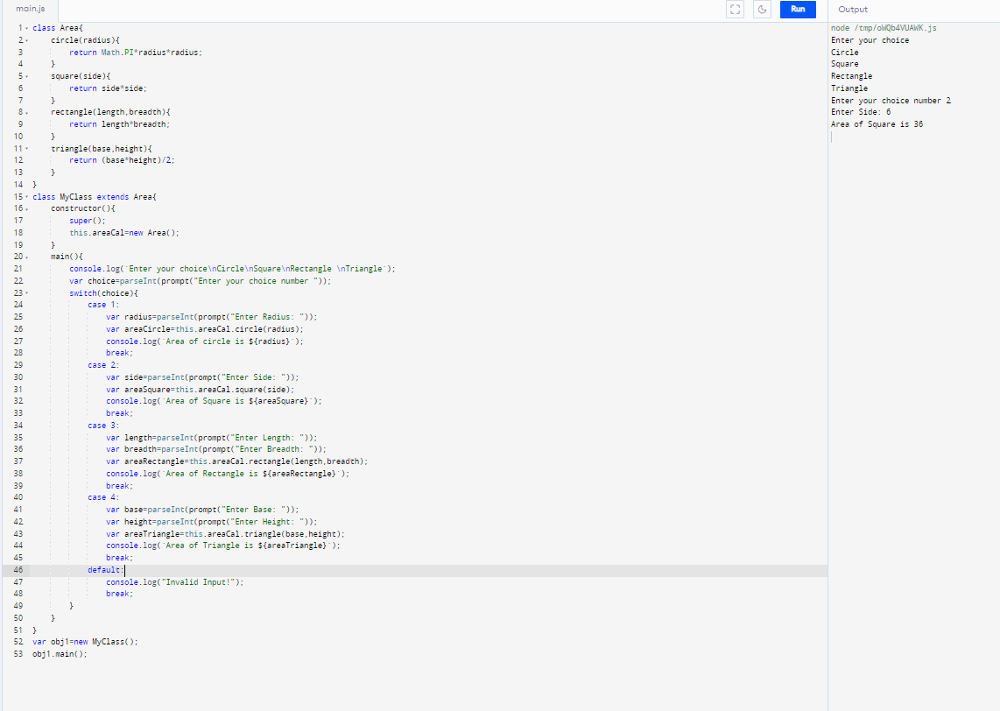 main.js
Run
Output
1 class Area{
2 circle(radius){
3 return Math.PI*radius*radius;
4 }
5 square(side){
6 return side*side;
7 }
8 rectangle(length,breadth){
9 return length*breadth;
10 }
11 triangle(base,height){
12 return (base*height)/2;
13 }
14 }
15 class MyClass extends Area{
16 constructor(){
17 super();
18 this.areaCal=new Area();
19 }
20 main(){
21 console.log(`Enter your choice\nCircle\nSquare\nRectangle \nTriangle`);
22 var choice=parseInt(prompt("Enter your choice number "));
23 switch(choice){
24 case 1:
25 var radius=parseInt(prompt("Enter Radius: "));
26 var areaCircle=this.areaCal.circle(radius);
27 console.log(`Area of circle is ${radius}`);
28 break;
29 case 2:
30 var side=parseInt(prompt("Enter Side: "));
31 var areaSquare=this.areaCal.square(side);
32 console.log(`Area of Square is ${areaSquare}`);
33 break;
34 case 3:
35 var length=parseInt(prompt("Enter Length: "));
36 var breadth=parseInt(prompt("Enter Breadth: "));
37 var areaRectangle=this.areaCal.rectangle(length,breadth);
38 console.log(`Area of Rectangle is ${areaRectangle}`);
39 break;
40 case 4:
41 var base=parseInt(prompt("Enter Base: "));
42 var height=parseInt(prompt("Enter Height: "));
43 var areaTriangle=this.areaCal.triangle(base,height);
44 console.log(`Area of Triangle is ${areaTriangle}`);
45 break;
46 default:
47 console.log("Invalid Input!");
48 break;
49 }
50 }
51 }
52 var obj1=new MyClass();
53 obj1.main();
node /tmp/oWQb4VUAWK.js
Enter your choice
Circle
Square
Rectangle
Triangle
Enter your choice number 2
Enter Side: 6
Area of Square is 36